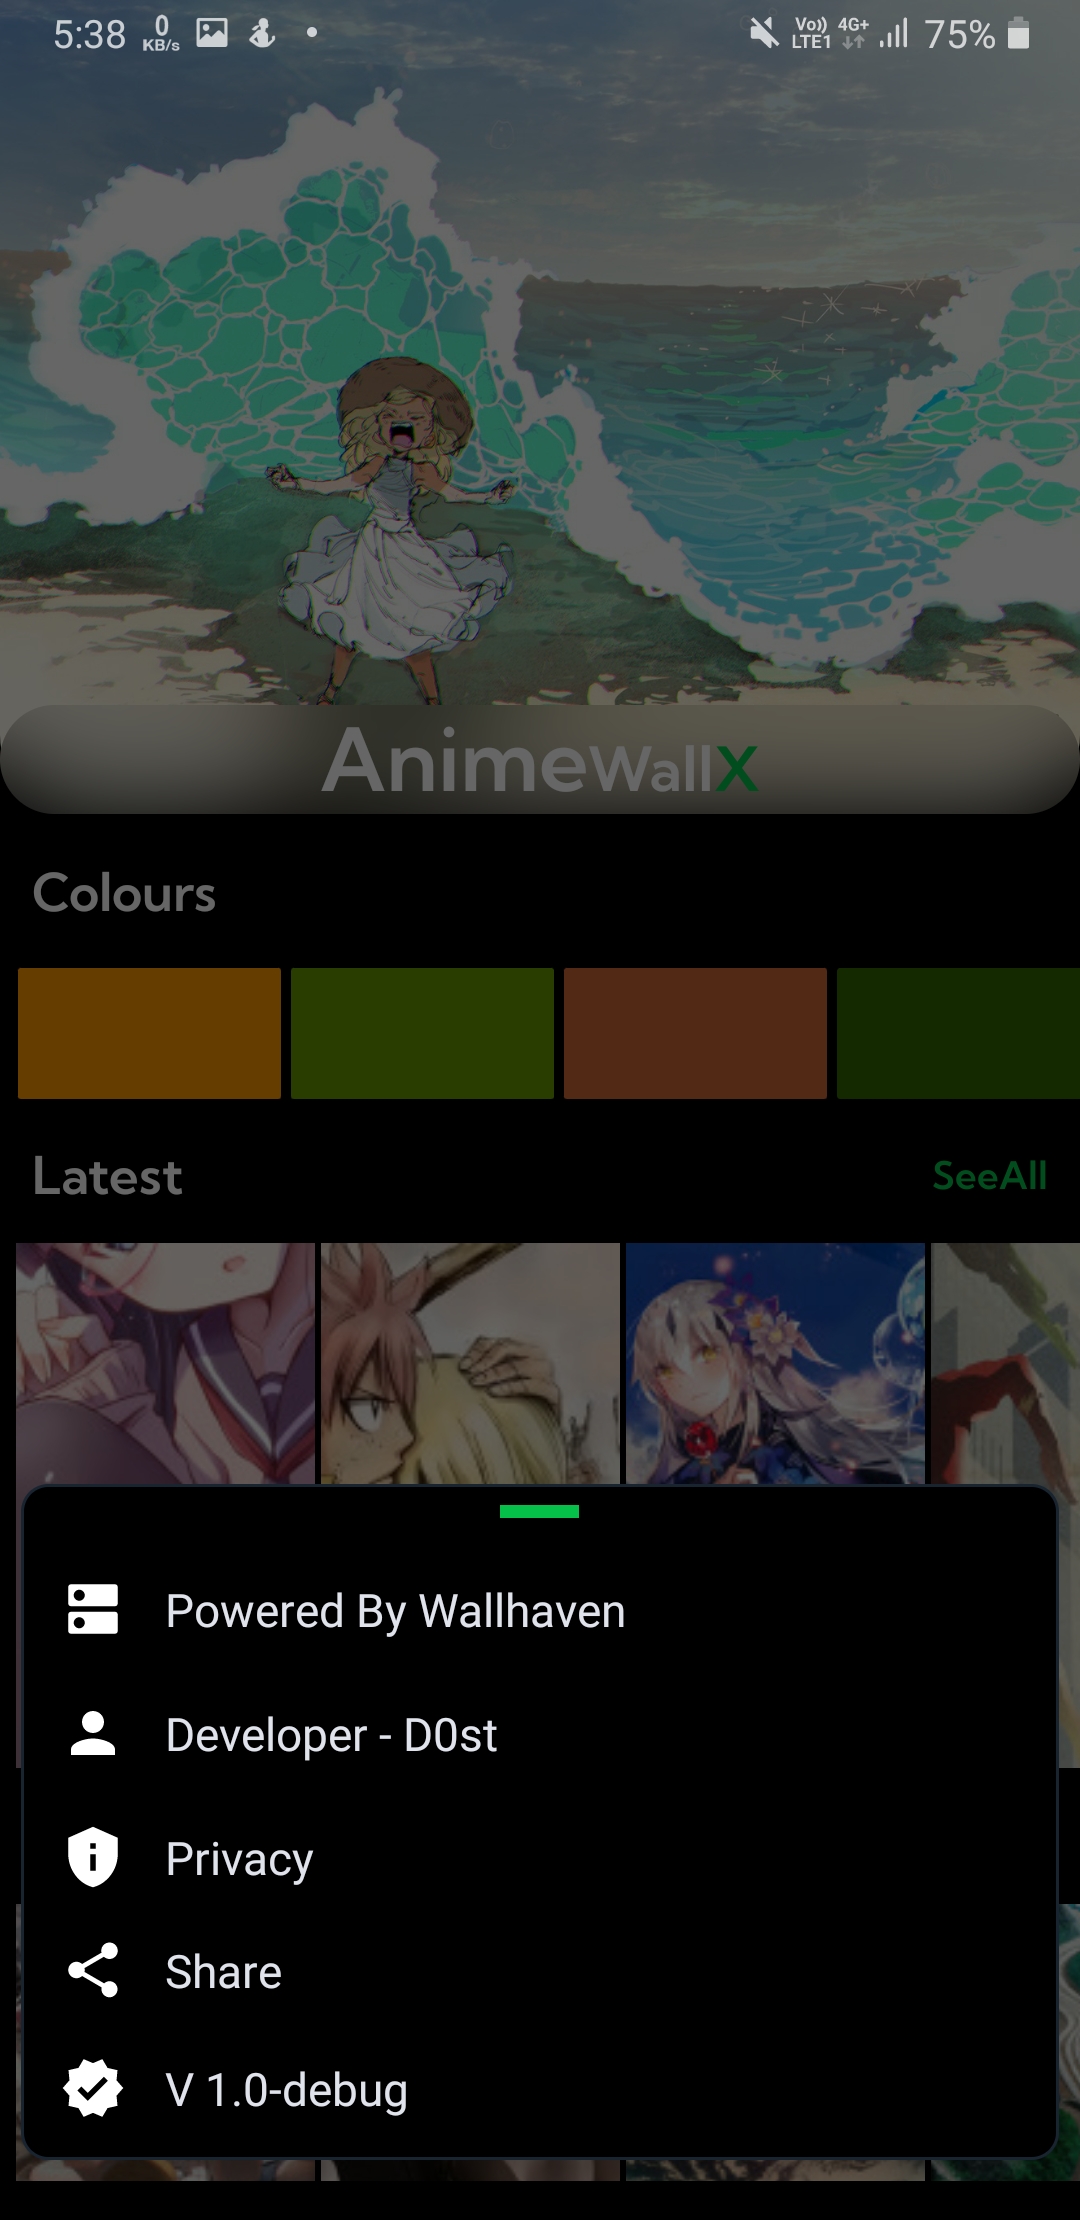 5:38 0 KB/s Vo)) LTE1 4G+ 75%
AnimeWallX
Colours
Latest SeeAll
Powered By Wallhaven
Developer - D0st
Privacy
Share
V 1.0-debug